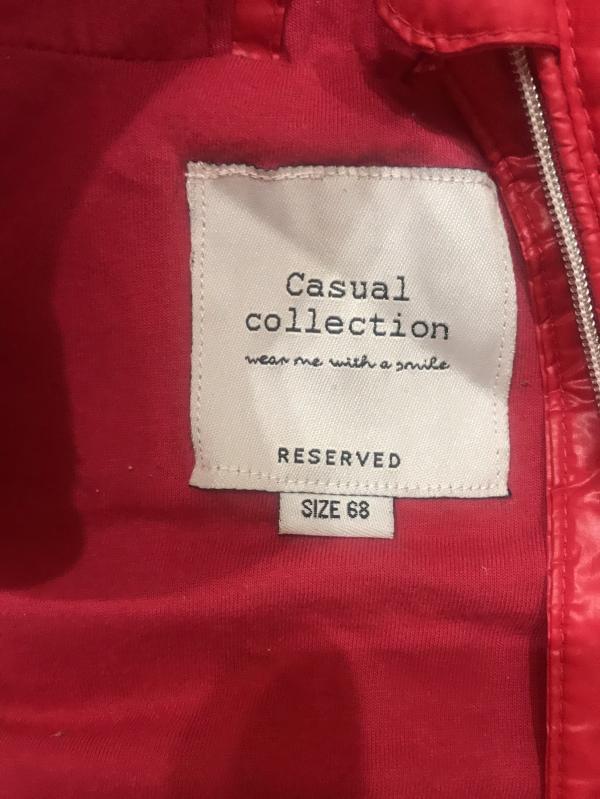 Casual
collection
wear me with a smile
RESERVED
SIZE 68